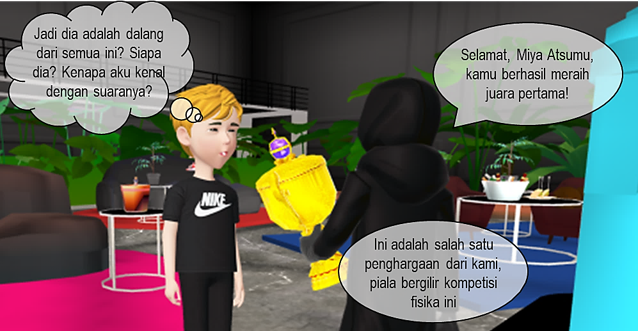 Jadi dia adalah dalang
dari semua ini? Siapa
dia? Kenapa aku kenal
dengan suaranya?
Selamat, Miya Atsumu,
kamu berhasil meraih
juara pertama!
NIKE
Ini adalah salah satu
penghargaan dari kami,
piala bergilir kompetisi
fisika ini